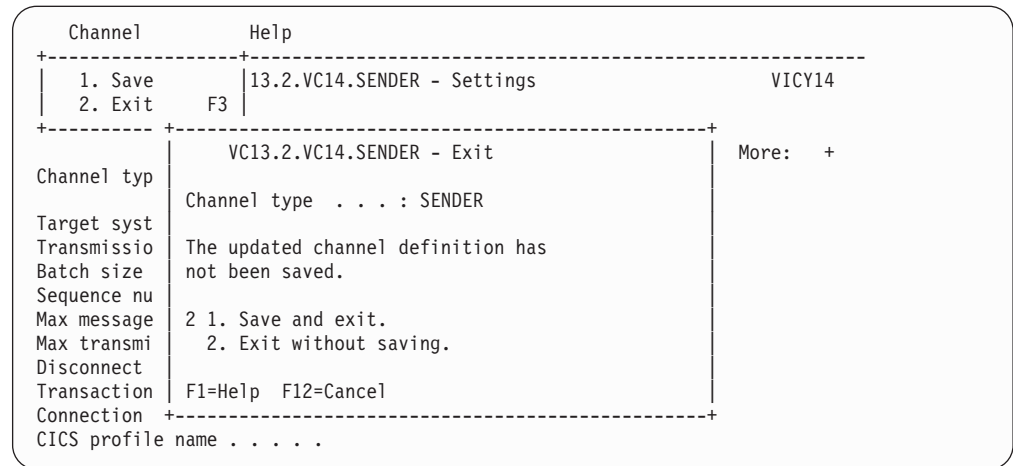 Channel Help
+------------------+-----------------------------------------------------------
| 1. Save |13.2.VC14.SENDER - Settings VICY14
| 2. Exit F3 |
+---------- +---------------------------------------------------+
| VC13.2.VC14.SENDER - Exit | More: +
Channel typ | |
| Channel type . . . : SENDER |
Target syst | |
Transmissio | The updated channel definition has |
Batch size | not been saved. |
Sequence nu | |
Max message | 2 1. Save and exit. |
Max transmi | 2. Exit without saving. |
Disconnect | |
Transaction | F1=Help F12=Cancel |
Connection +---------------------------------------------------+
CICS profile name . . . . .